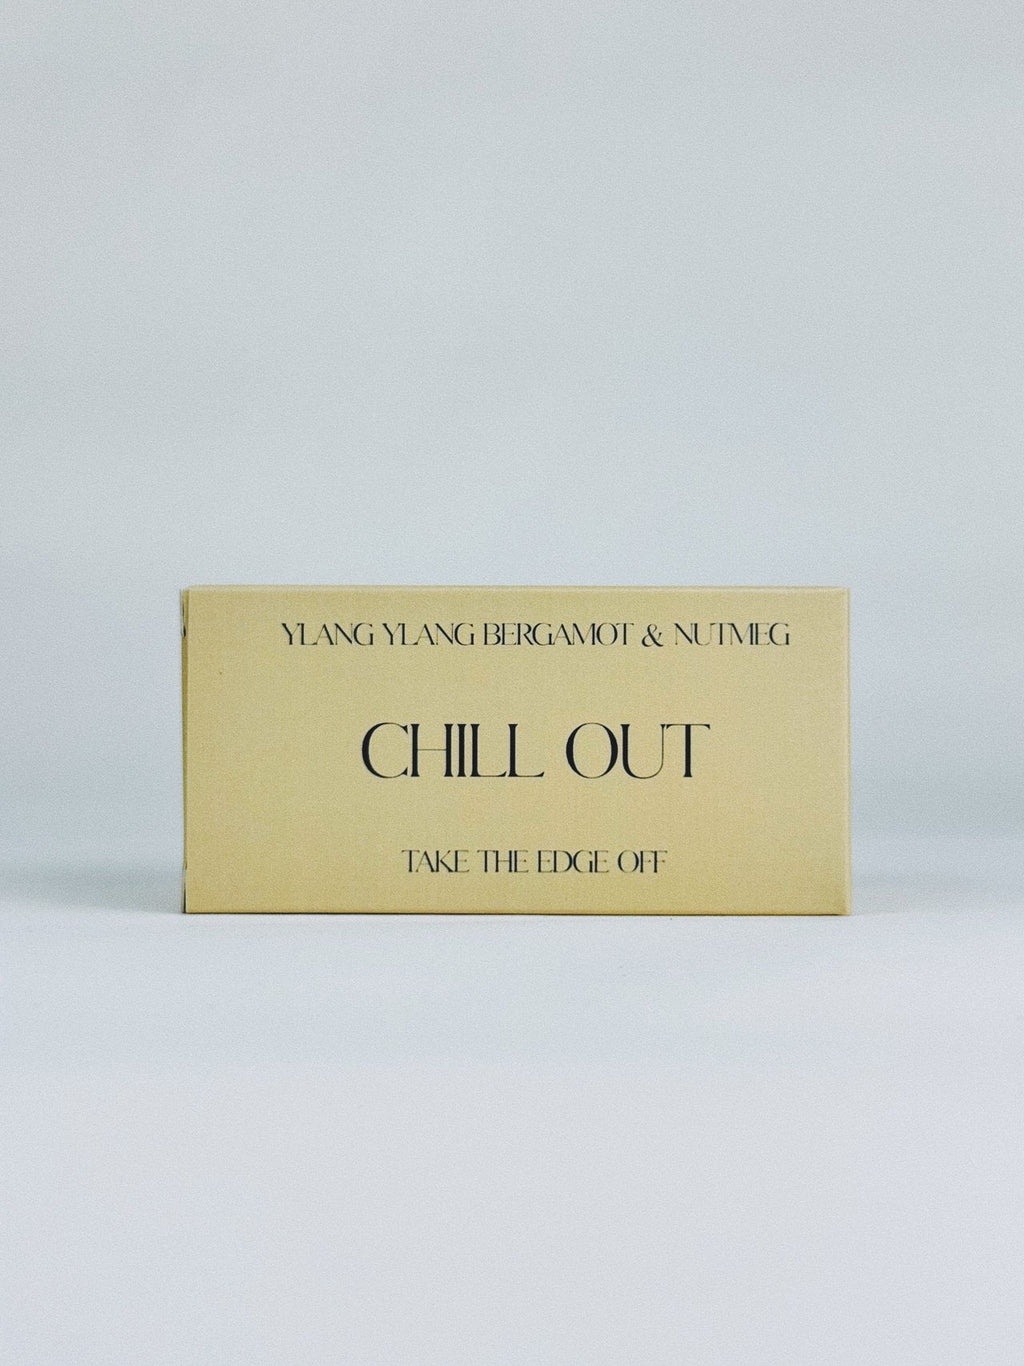 YLANG YLANG BERGAMOT & NUTMEG
CHILL OUT
TAKE THE EDGE OFF